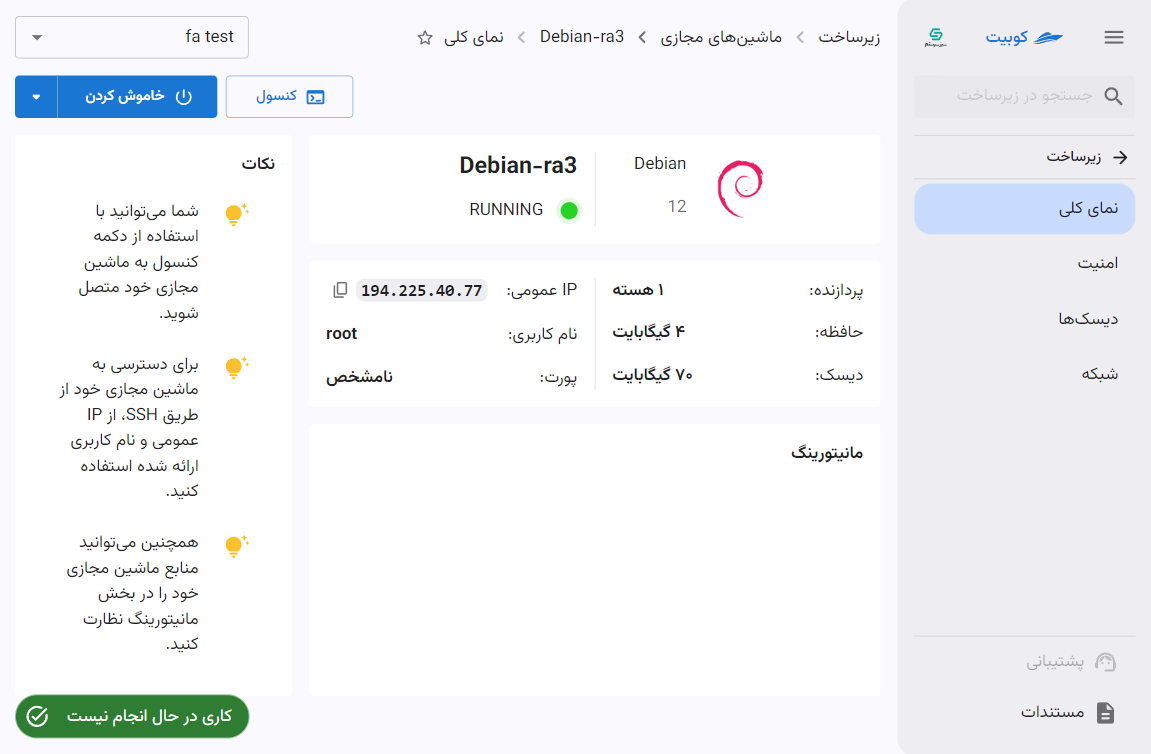 کوبیت
جستجو در زیرساخت
زیرساخت
نمای کلی
امنیت
دیسک‌ها
شبکه
پشتیبانی
مستندات
زیرساخت
ماشین‌های مجازی
Debian-ra3
نمای کلی
fa test
کنسول
خاموش کردن
Debian
12
Debian-ra3
RUNNING
پردازنده: ۱ هسته
حافظه: ۴ گیگابایت
دیسک: ۷۰ گیگابایت
IP عمومی: 194.225.40.77
نام کاربری: root
پورت: نامشخص
مانیتورینگ
نکات
شما می‌توانید با
استفاده از دکمه
کنسول به ماشین
مجازی خود متصل
شوید.
برای دسترسی به
ماشین مجازی خود از
طریق SSH، از IP
عمومی و نام کاربری
ارائه شده استفاده
کنید.
همچنین می‌توانید
منابع ماشین مجازی
خود را در بخش
مانیتورینگ نظارت
کنید.
کاری در حال انجام نیست